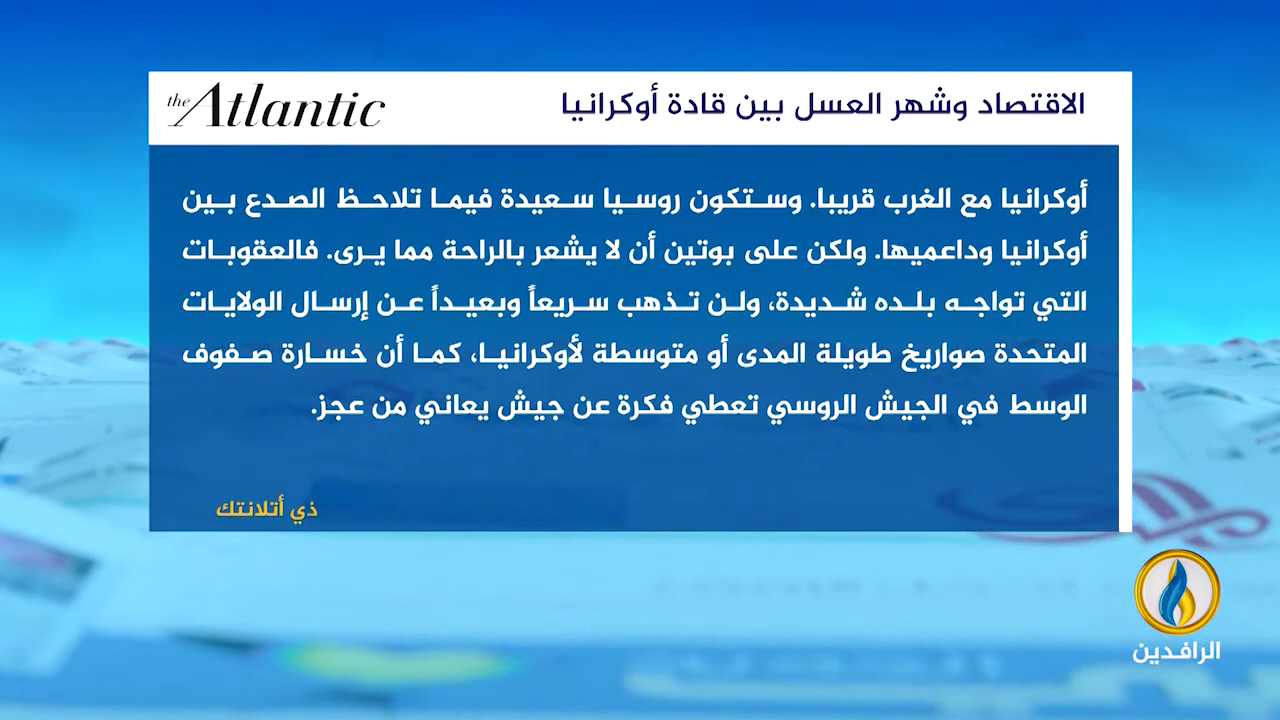 the Atlantic
الاقتصاد وشهر العسل بين قادة أوكرانيا
أوكرانيا مع الغرب قريبا. وستكون روسيا سعيدة فيما تلاحظ الصدع بين
أوكرانيا وداعميها. ولكن على بوتين أن لا يشعر بالراحة مما يرى. فالعقوبات
التي تواجه بلده شديدة، ولن تذهب سريعاً وبعيداً عن إرسال الولايات
المتحدة صواريخ طويلة المدى أو متوسطة لأوكرانيا، كما أن خسارة صفوف
الوسط في الجيش الروسي تعطي فكرة عن جيش يعاني من عجز.
ذي أتلانتك
الرافدين